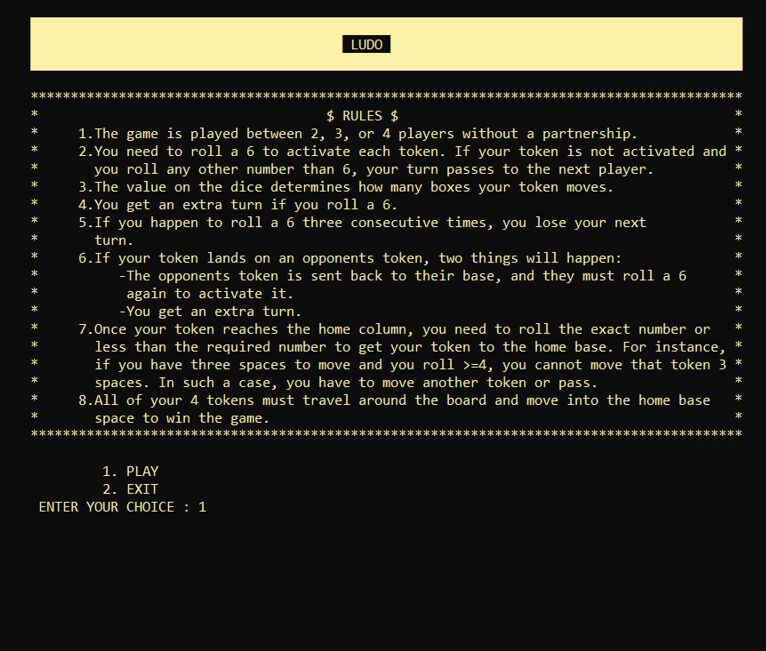 LUDO
*****************************************************************************************
* $ RULES $ *
* 1.The game is played between 2, 3, or 4 players without a partnership. *
* 2.You need to roll a 6 to activate each token. If your token is not activated and *
* you roll any other number than 6, your turn passes to the next player. *
* 3.The value on the dice determines how many boxes your token moves. *
* 4.You get an extra turn if you roll a 6. *
* 5.If you happen to roll a 6 three consecutive times, you lose your next *
* turn. *
* 6.If your token lands on an opponents token, two things will happen: *
* -The opponents token is sent back to their base, and they must roll a 6 *
* again to activate it. *
* -You get an extra turn. *
* 7.Once your token reaches the home column, you need to roll the exact number or *
* less than the required number to get your token to the home base. For instance, *
* if you have three spaces to move and you roll >=4, you cannot move that token 3 *
* spaces. In such a case, you have to move another token or pass. *
* 8.All of your 4 tokens must travel around the board and move into the home base *
* space to win the game. *
*****************************************************************************************
1. PLAY
2. EXIT
ENTER YOUR CHOICE : 1